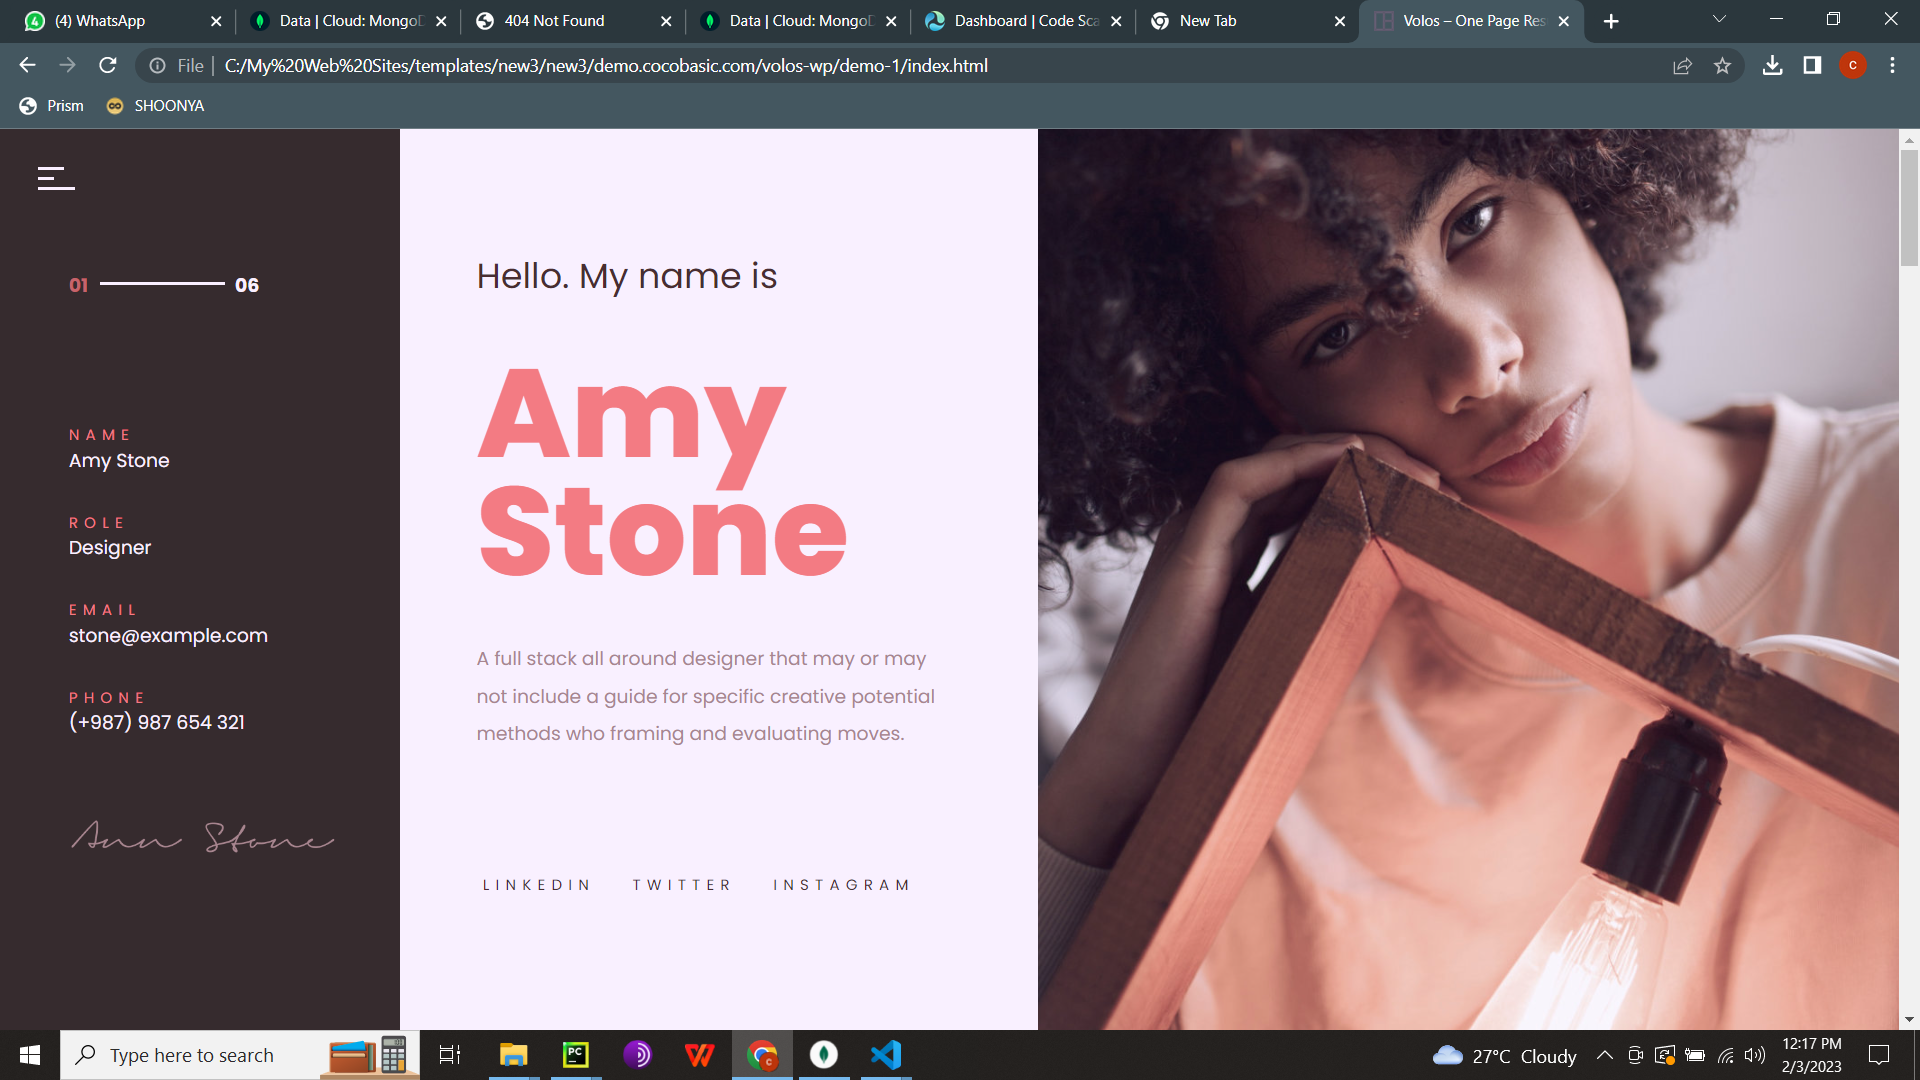 (4) WhatsApp
Data | Cloud: MongoD
404 Not Found
Data | Cloud: MongoD
Dashboard | Code Sca
New Tab
Volos – One Page Res
File
C:/My%20Web%20Sites/templates/new3/new3/demo.cocobasic.com/volos-wp/demo-1/index.html
C
Prism
SHOONYA
01
06
NAME
Amy Stone
ROLE
Designer
EMAIL
stone@example.com
PHONE
(+987) 987 654 321
Ann Stone
Hello. My name is
Amy
Stone
A full stack all around designer that may or may
not include a guide for specific creative potential
methods who framing and evaluating moves.
LINKEDIN TWITTER INSTAGRAM
Type here to search
PC
27°C Cloudy
12:17 PM
2/3/2023